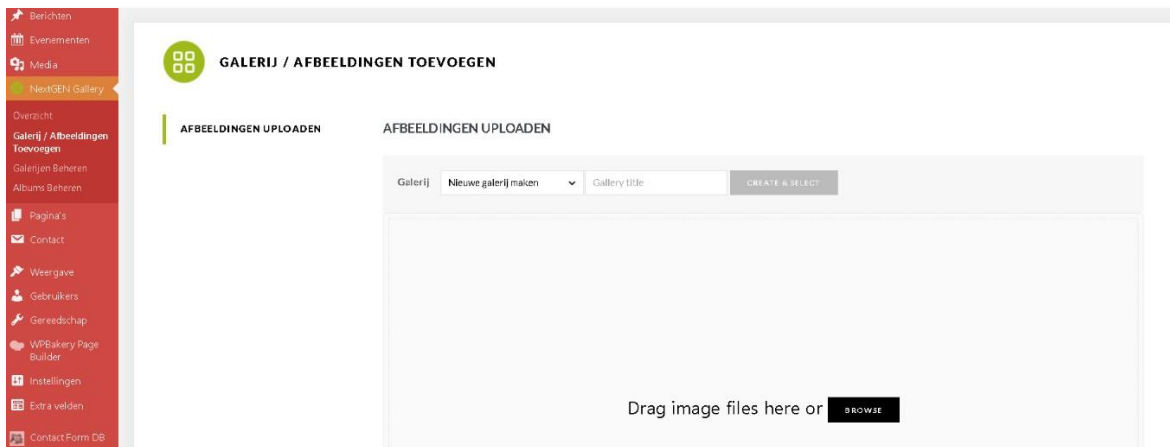 Berichten
Evenementen
Media
NextGEN Gallery
Overzicht
Galerij / Afbeeldingen
Toevoegen
Galerijen Beheren
Albums Beheren
Pagina's
Contact
Weergave
Gebruikers
Gereedschap
WPBakery Page
Builder
Instellingen
Extra velden
Contact Form DB
GALERIJ / AFBEELDINGEN TOEVOEGEN
AFBEELDINGEN UPLOADEN
AFBEELDINGEN UPLOADEN
Galerij Nieuwe galerij maken Gallery title CREATE & SELECT
Drag image files here or BROWSE